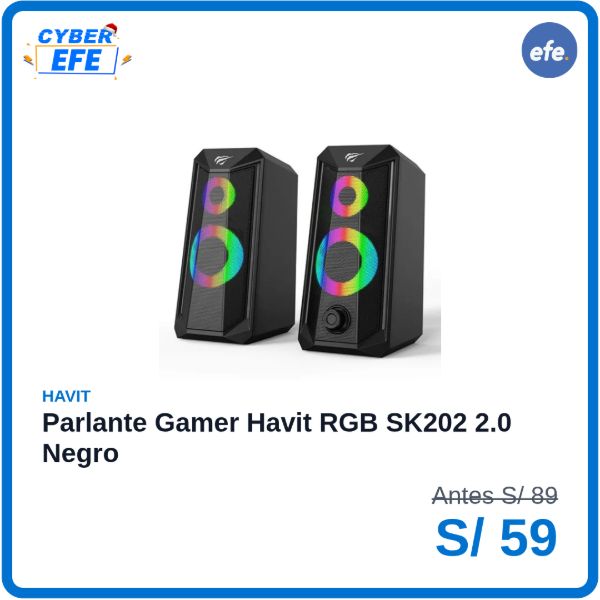 CYBER
EFE
efe.
HAVIT
Parlante Gamer Havit RGB SK202 2.0
Negro
Antes S/ 89
S/ 59